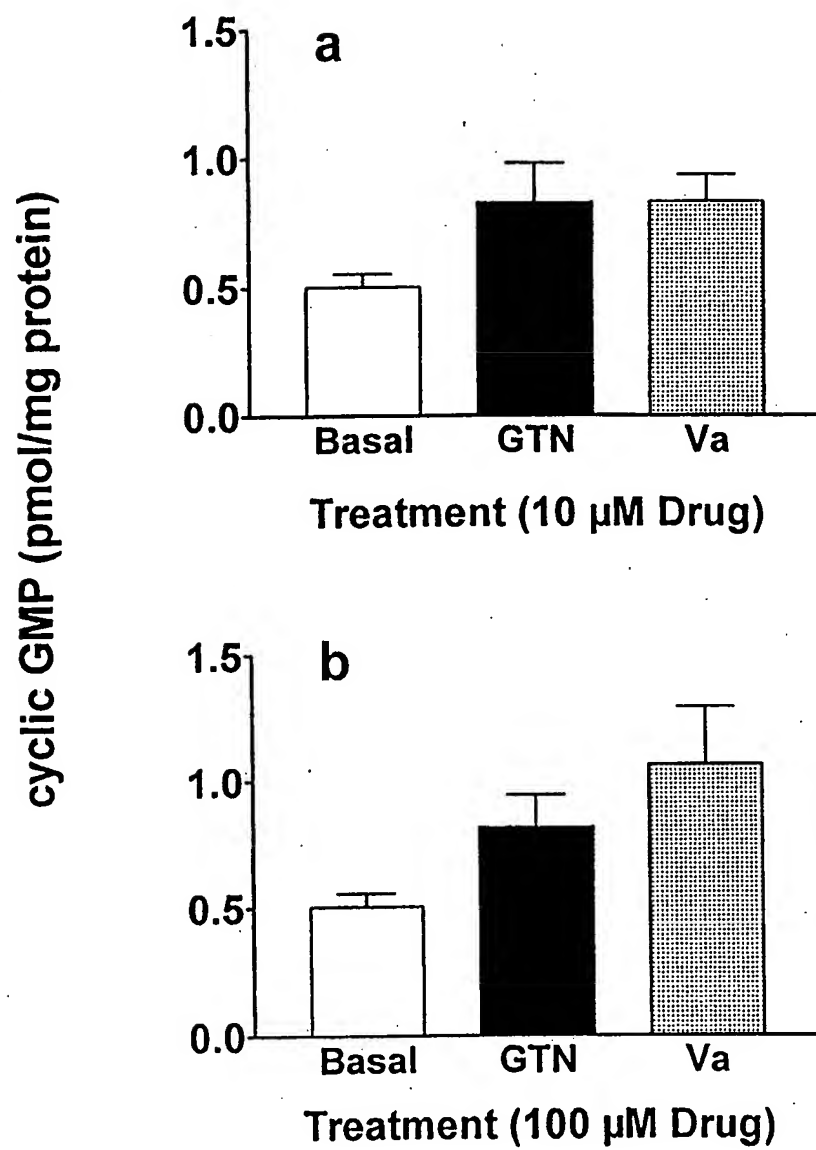 cyclic GMP (pmol/mg protein)
a
1.5
1.0
0.5
0.0
Basal GTN Va
Treatment (10 µM Drug)
b
1.5
1.0
0.5
0.0
Basal GTN Va
Treatment (100 µM Drug)